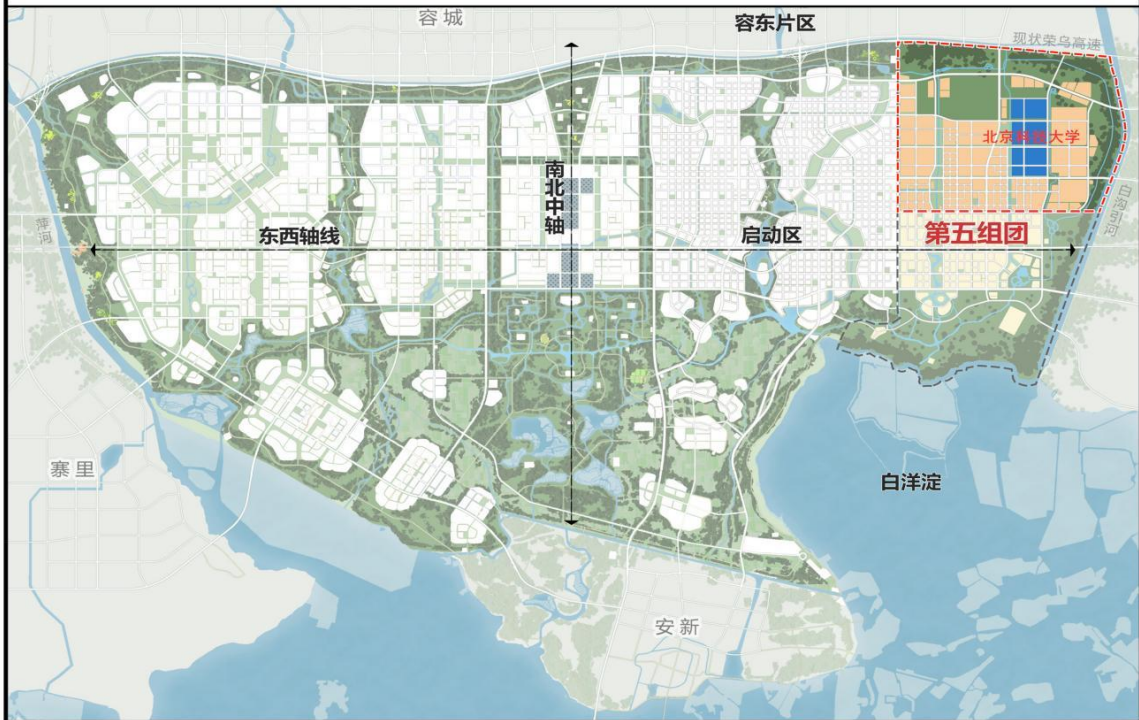 容城
容东片区
现状荣乌高速
北京科技大学
南北中轴
白沟引河
萍河
东西轴线
启动区
第五组团
寨里
白洋淀
安新